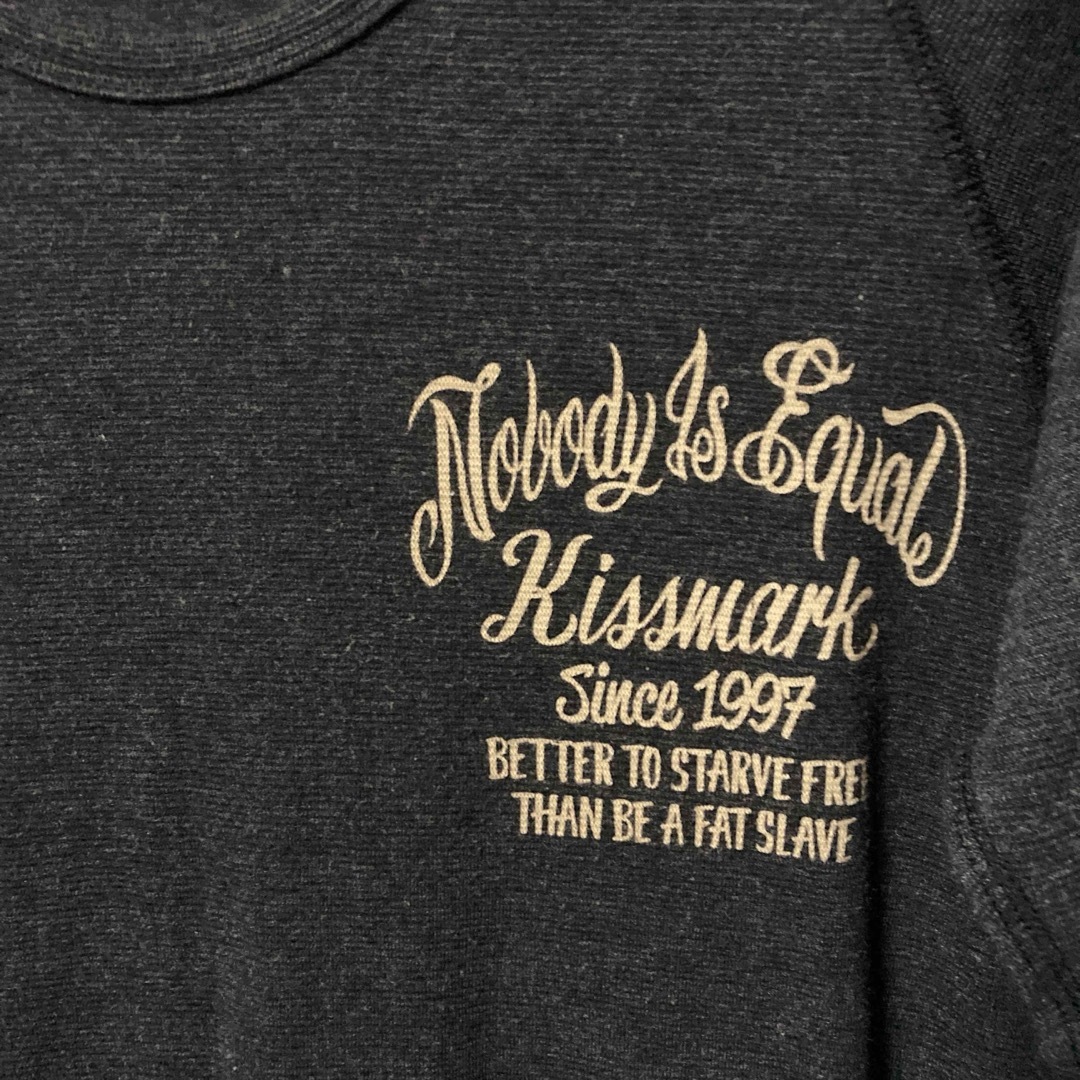 Nobody Is Equal
Kissmark
Since 1997
BETTER TO STARVE FREE
THAN BE A FAT SLAVE